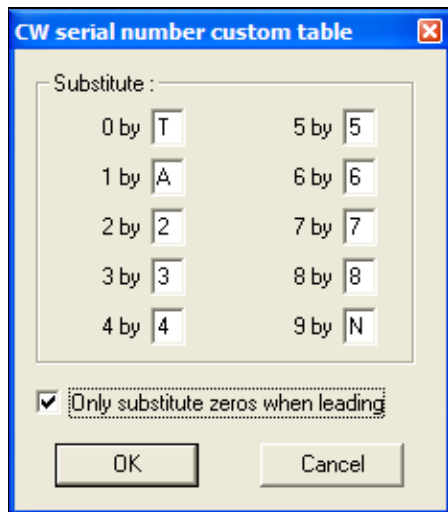 CW serial number custom table
Substitute :
0 by T 5 by 5
1 by A 6 by 6
2 by 2 7 by 7
3 by 3 8 by 8
4 by 4 9 by N
Only substitute zeros when leading
OK Cancel